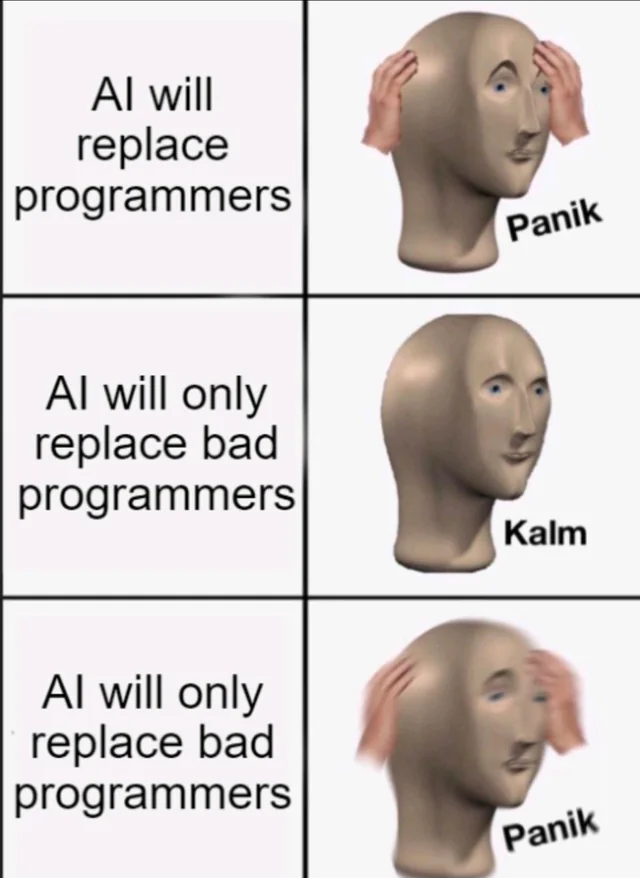 AI will
replace
programmers
Panik
AI will only
replace bad
programmers
Kalm
AI will only
replace bad
programmers
Panik